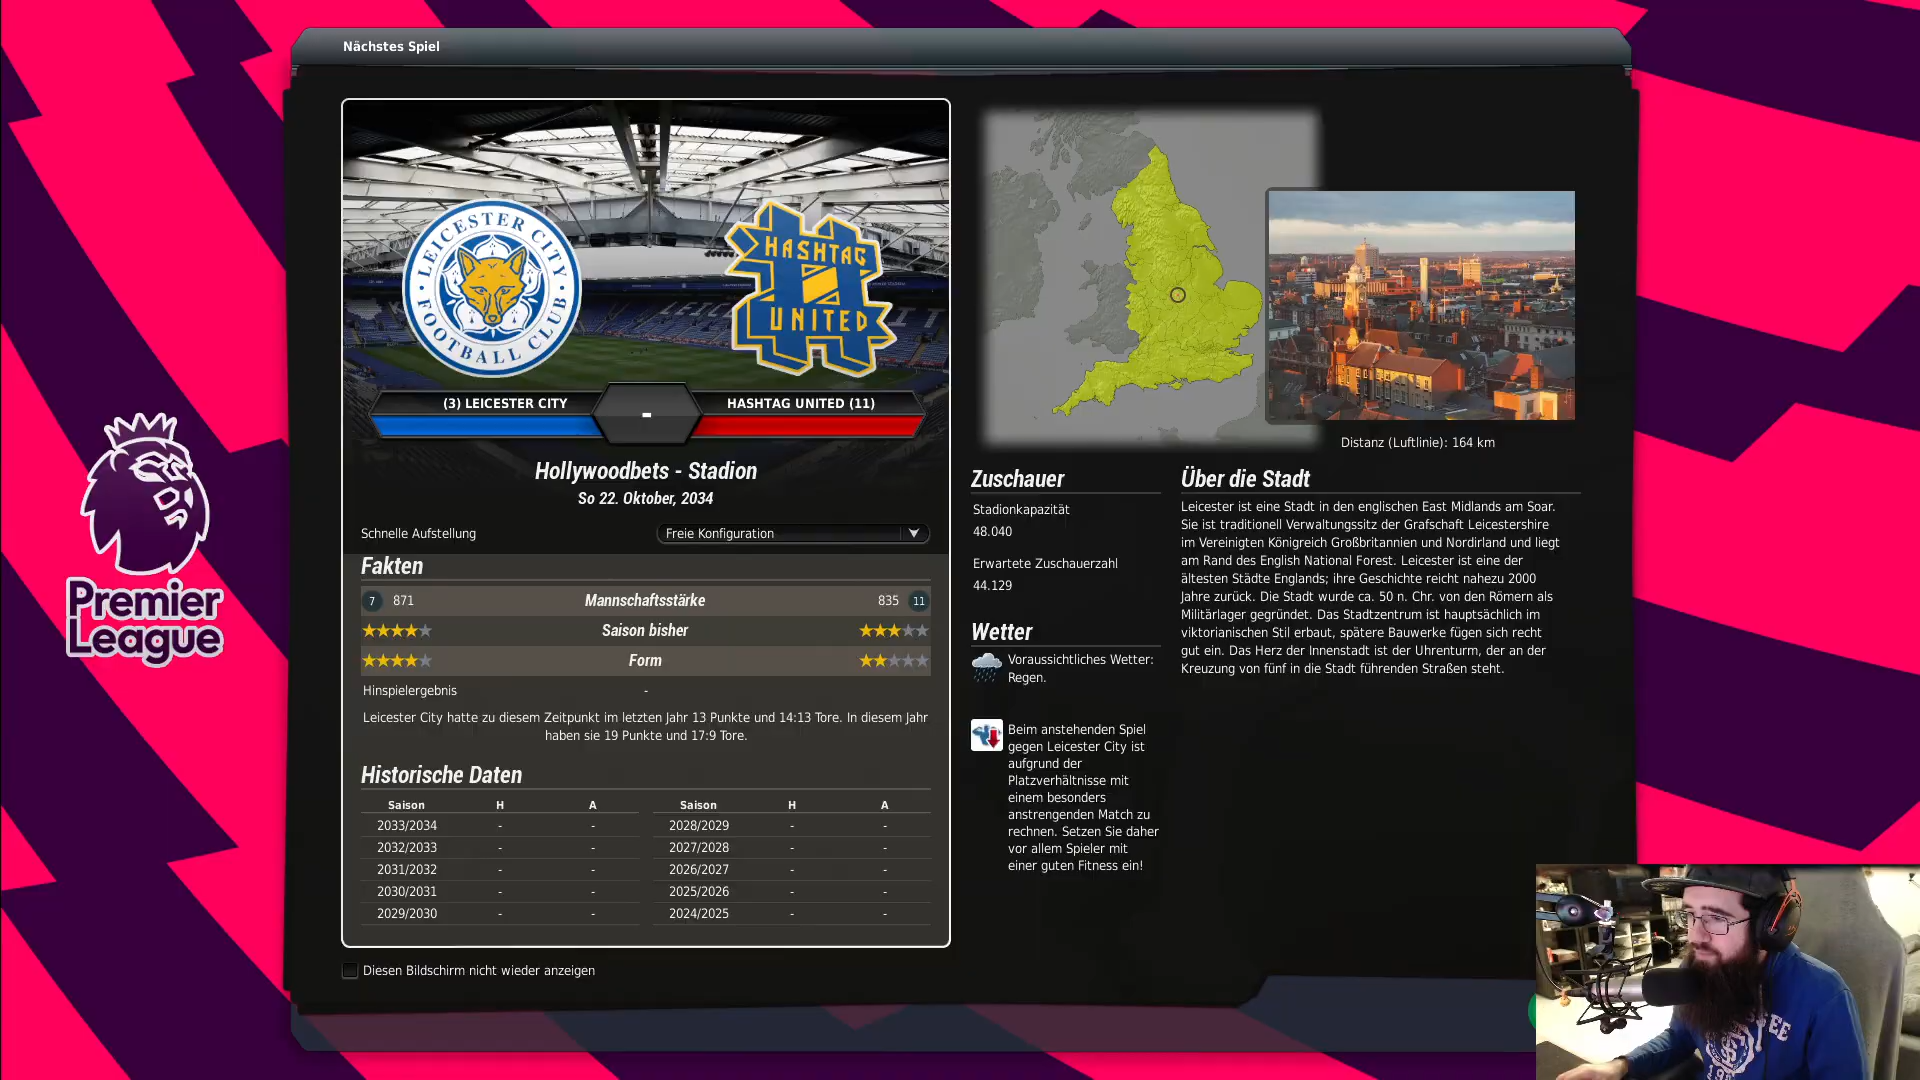 Nächstes Spiel
LEICESTER CITY
FOOTBALL CLUB
HASHTAG
UNITED
(3) LEICESTER CITY
-
HASHTAG UNITED (11)
Hollywoodbets - Stadion
So 22. Oktober, 2034
Schnelle Aufstellung
Freie Konfiguration
Fakten
7 871 Mannschaftsstärke 835 11
Saison bisher
Form
Hinspielergebnis -
Leicester City hatte zu diesem Zeitpunkt im letzten Jahr 13 Punkte und 14:13 Tore. In diesem Jahr
haben sie 19 Punkte und 17:9 Tore.
Historische Daten
Saison H A Saison H A
2033/2034 - - 2028/2029 - -
2032/2033 - - 2027/2028 - -
2031/2032 - - 2026/2027 - -
2030/2031 - - 2025/2026 - -
2029/2030 - - 2024/2025 - -
Diesen Bildschirm nicht wieder anzeigen
Distanz (Luftlinie): 164 km
Zuschauer
Stadionkapazität
48.040
Erwartete Zuschauerzahl
44.129
Wetter
Voraussichtliches Wetter:
Regen.
Beim anstehenden Spiel
gegen Leicester City ist
aufgrund der
Platzverhältnisse mit
einem besonders
anstrengenden Match zu
rechnen. Setzen Sie daher
vor allem Spieler mit
einer guten Fitness ein!
Über die Stadt
Leicester ist eine Stadt in den englischen East Midlands am Soar.
Sie ist traditionell Verwaltungssitz der Grafschaft Leicestershire
im Vereinigten Königreich Großbritannien und Nordirland und liegt
am Rand des English National Forest. Leicester ist eine der
ältesten Städte Englands; ihre Geschichte reicht nahezu 2000
Jahre zurück. Die Stadt wurde ca. 50 n. Chr. von den Römern als
Militärlager gegründet. Das Stadtzentrum ist hauptsächlich im
viktorianischen Stil erbaut, spätere Bauwerke fügen sich recht
gut ein. Das Herz der Innenstadt ist der Uhrenturm, der an der
Kreuzung von fünf in die Stadt führenden Straßen steht.
Premier
League